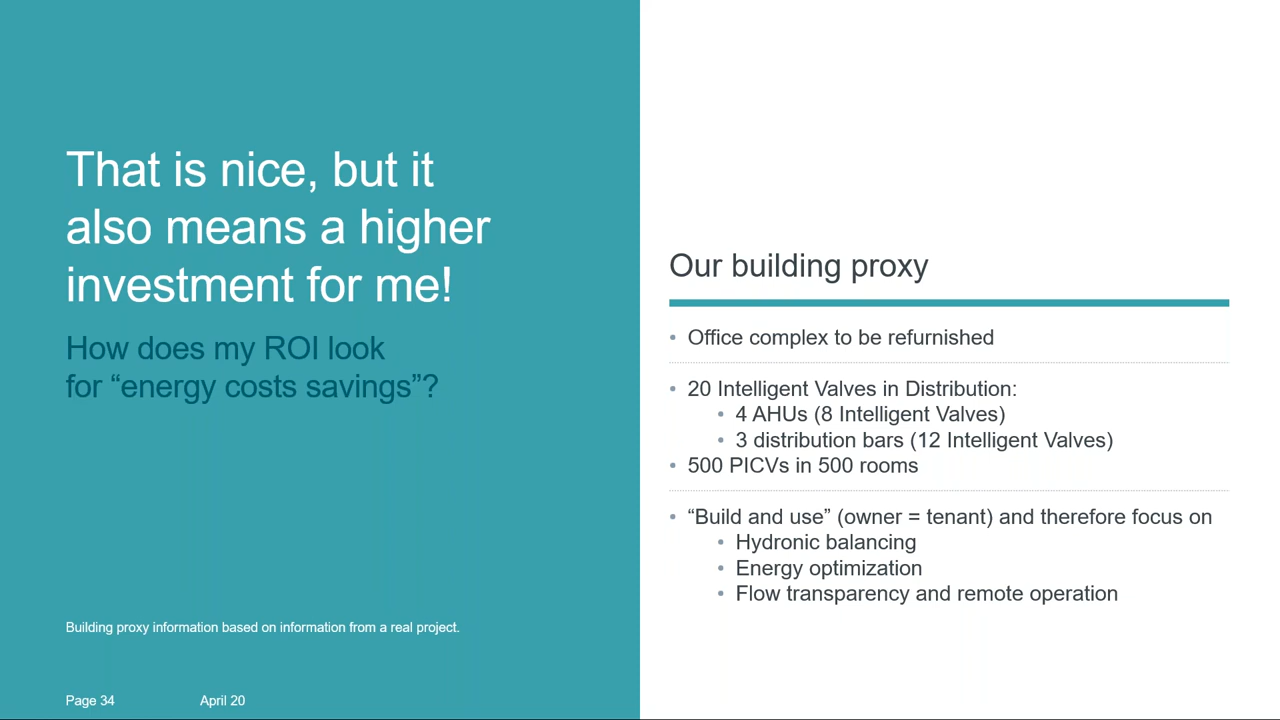 That is nice, but it
also means a higher
investment for me!
How does my ROI look
for “energy costs savings”?
Building proxy information based on information from a real project.
Page 34
April 20
Our building proxy
• Office complex to be refurnished
• 20 Intelligent Valves in Distribution:
• 4 AHUs (8 Intelligent Valves)
• 3 distribution bars (12 Intelligent Valves)
• 500 PICVs in 500 rooms
• “Build and use” (owner = tenant) and therefore focus on
• Hydronic balancing
• Energy optimization
• Flow transparency and remote operation